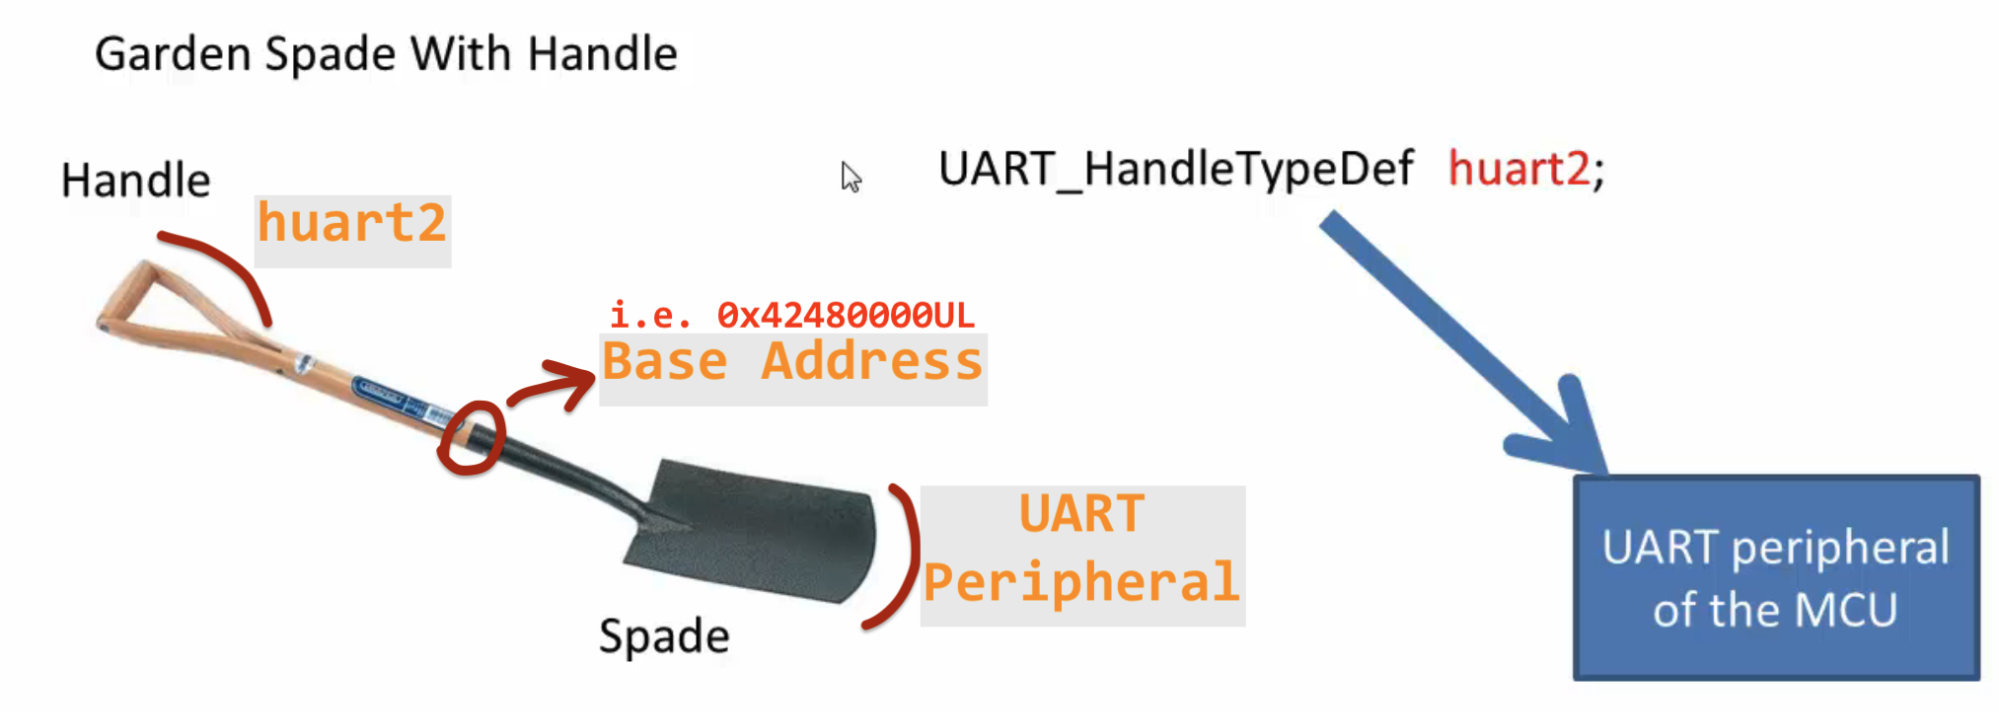 Garden Spade With Handle
Handle
huart2
UART_HandleTypeDef huart2;
i.e. 0x42480000UL
Base Address
UART
Peripheral
Spade
UART peripheral
of the MCU